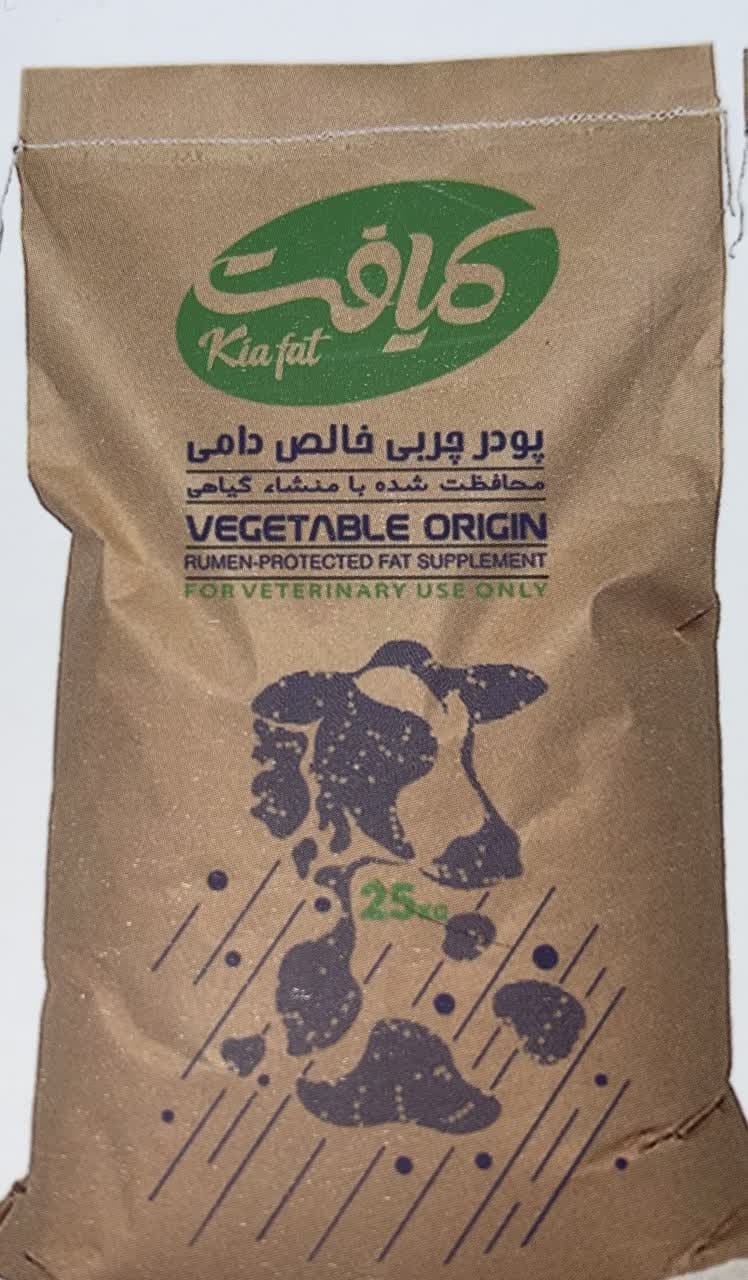 کیافت
Kia fat
پودر چربی خالص دامی
محافظت شده با منشاء گیاهی
VEGETABLE ORIGIN
RUMEN-PROTECTED FAT SUPPLEMENT
FOR VETERINARY USE ONLY
25KG